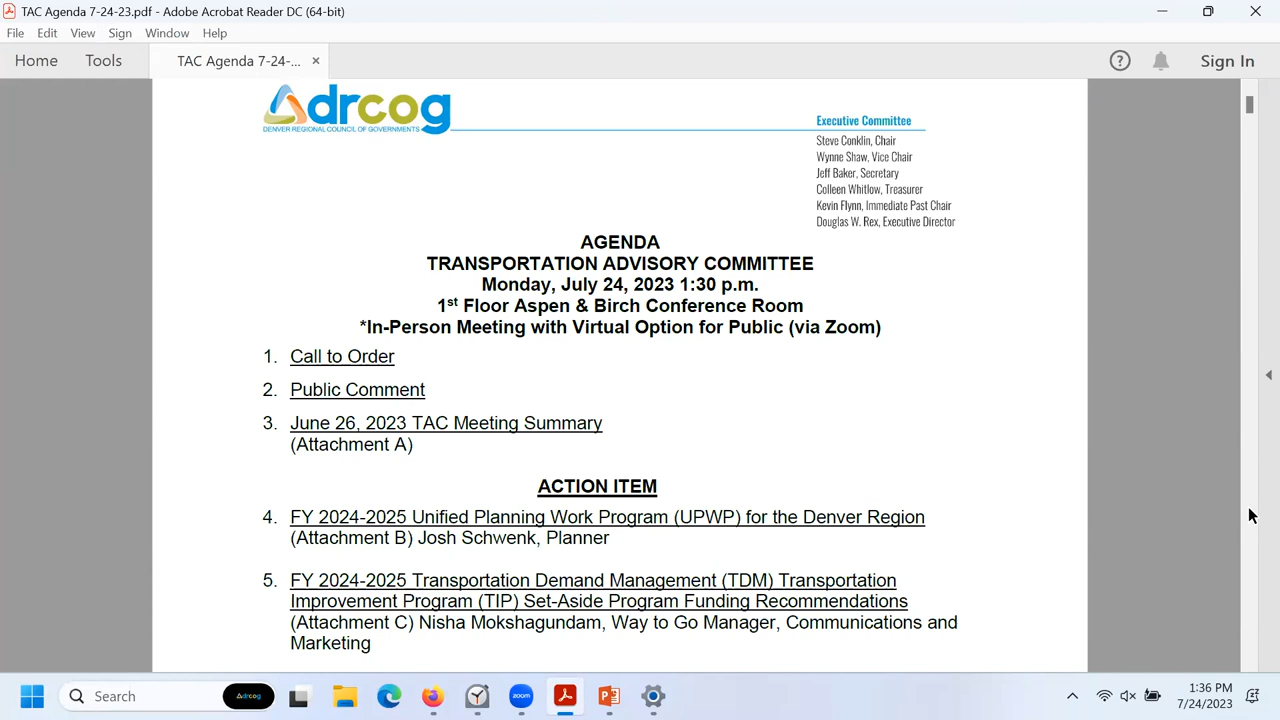 TAC Agenda 7-24-23.pdf - Adobe Acrobat Reader DC (64-bit)
File Edit View Sign Window Help
Home Tools TAC Agenda 7-24-... × Sign In
drcog
DENVER REGIONAL COUNCIL OF GOVERNMENTS
Executive Committee
Steve Conklin, Chair
Wynne Shaw, Vice Chair
Jeff Baker, Secretary
Colleen Whitlow, Treasurer
Kevin Flynn, Immediate Past Chair
Douglas W. Rex, Executive Director
AGENDA
TRANSPORTATION ADVISORY COMMITTEE
Monday, July 24, 2023 1:30 p.m.
1st Floor Aspen & Birch Conference Room
*In-Person Meeting with Virtual Option for Public (via Zoom)
1. Call to Order
2. Public Comment
3. June 26, 2023 TAC Meeting Summary
(Attachment A)
ACTION ITEM
4. FY 2024-2025 Unified Planning Work Program (UPWP) for the Denver Region
(Attachment B) Josh Schwenk, Planner
5. FY 2024-2025 Transportation Demand Management (TDM) Transportation
Improvement Program (TIP) Set-Aside Program Funding Recommendations
(Attachment C) Nisha Mokshagundam, Way to Go Manager, Communications and
Marketing
Search drcog zoom
1:36 PM
7/24/2023